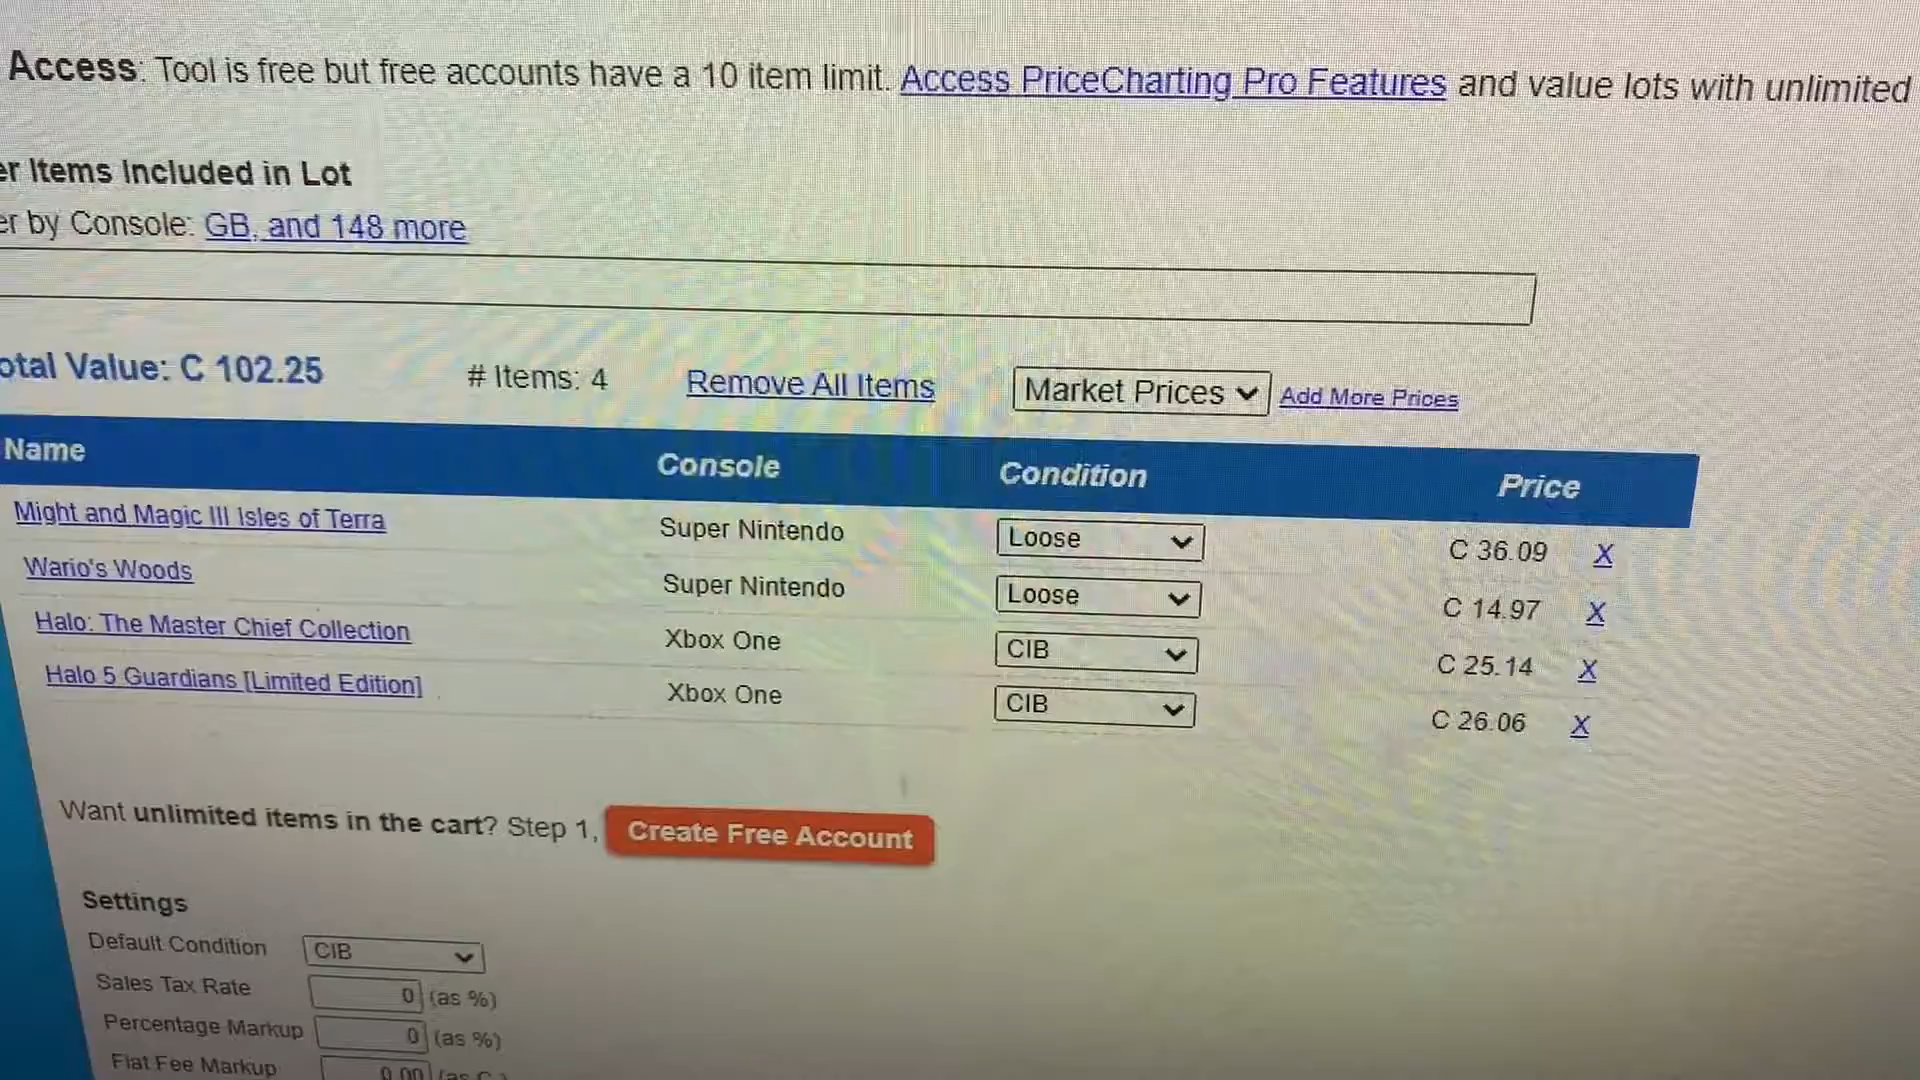 Access: Tool is free but free accounts have a 10 item limit. Access PriceCharting Pro Features and value lots with unlimited
er Items Included in Lot
er by Console: GB, and 148 more
otal Value: C 102.25 # Items: 4 Remove All Items Market Prices Add More Prices
Name Console Condition Price
Might and Magic III Isles of Terra Super Nintendo Loose C 36.09 X
Wario's Woods Super Nintendo Loose C 14.97 X
Halo: The Master Chief Collection Xbox One CIB C 25.14 X
Halo 5 Guardians [Limited Edition] Xbox One CIB C 26.06 X
Want unlimited items in the cart? Step 1, Create Free Account
Settings
Default Condition CIB
Sales Tax Rate 0 (as %)
Percentage Markup 0 (as %)
Flat Fee Markup 0.00 (as C